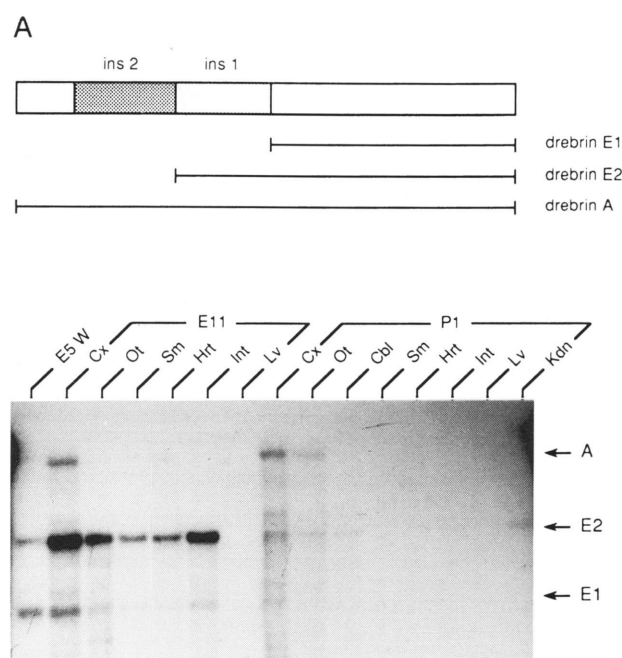 A
ins 2 ins 1
drebrin E1
drebrin E2
drebrin A
E11 P1
E5 W Cx Ot Sm Hrt Int Lv Cx Ot Cbl Sm Hrt Int Lv Kdn
A
E2
E1